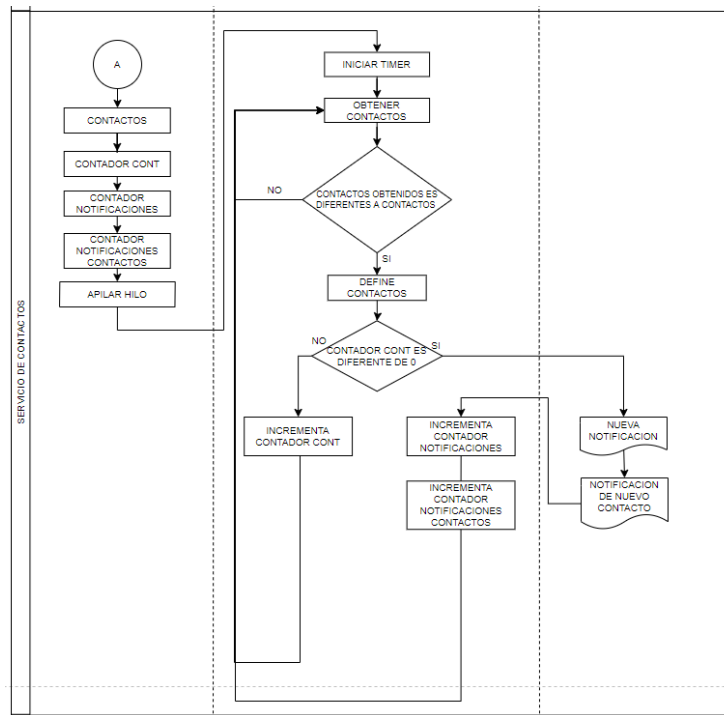 SERVICIO DE CONTACTOS
A
CONTACTOS
CONTADOR CONT
CONTADOR
NOTIFICACIONES
CONTADOR
NOTIFICACIONES
CONTACTOS
APILAR HILO
INICIAR TIMER
OBTENER
CONTACTOS
NO
CONTACTOS OBTENIDOS ES
DIFERENTES A CONTACTOS
SI
DEFINE
CONTACTOS
NO
CONTADOR CONT ES
DIFERENTE DE 0
SI
INCREMENTA
CONTADOR CONT
INCREMENTA
CONTADOR
NOTIFICACIONES
INCREMENTA
CONTADOR
NOTIFICACIONES
CONTACTOS
NUEVA
NOTIFICACION
NOTIFICACION
DE NUEVO
CONTACTO